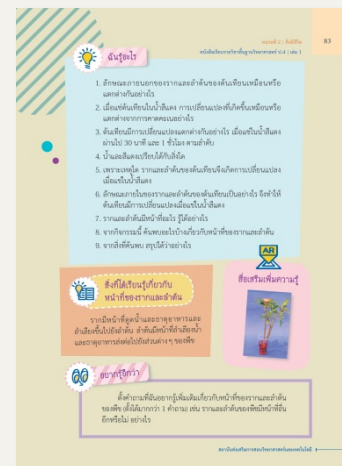 หน่วยที่ 2 | สิ่งมีชีวิต
83
หนังสือเรียนรายวิชาพื้นฐานวิทยาศาสตร์ ป.4 | เล่ม 1
ฉันรู้อะไร
1. ลักษณะภายนอกของรากและลำต้นของต้นเทียนเหมือนหรือ
แตกต่างกันอย่างไร
2. เมื่อแช่ต้นเทียนในน้ำสีแดง การเปลี่ยนแปลงที่เกิดขึ้นเหมือนหรือ
แตกต่างจากการคาดคะเนอย่างไร
3. ต้นเทียนมีการเปลี่ยนแปลงแตกต่างกันอย่างไร เมื่อแช่ในน้ำสีแดง
ผ่านไป 30 นาที และ 1 ชั่วโมง ตามลำดับ
4. น้ำและสีแดงเปรียบได้กับสิ่งใด
5. เพราะเหตุใด รากและลำต้นของต้นเทียนจึงเกิดการเปลี่ยนแปลง
เมื่อแช่ในน้ำสีแดง
6. ลักษณะภายในของรากและลำต้นของต้นเทียนเป็นอย่างไร จึงทำให้
ต้นเทียนมีการเปลี่ยนแปลงเมื่อแช่ในน้ำสีแดง
7. รากและลำต้นมีหน้าที่อะไร รู้ได้อย่างไร
8. จากกิจกรรมนี้ ค้นพบอะไรบ้างเกี่ยวกับหน้าที่ของรากและลำต้น
9. จากสิ่งที่ค้นพบ สรุปได้ว่าอย่างไร
AR
สื่อเสริมเพิ่มความรู้
สิ่งที่ได้เรียนรู้เกี่ยวกับ
หน้าที่ของรากและลำต้น
รากมีหน้าที่ดูดน้ำและธาตุอาหารและ
ลำเลียงขึ้นไปยังลำต้น ลำต้นมีหน้าที่ลำเลียงน้ำ
และธาตุอาหารส่งต่อไปยังส่วนต่าง ๆ ของพืช
อยากรู้อีกว่า
ตั้งคำถามที่ฉันอยากรู้เพิ่มเติมเกี่ยวกับหน้าที่ของรากและลำต้น
ของพืช (ตั้งได้มากกว่า 1 คำถาม) เช่น รากและลำต้นของพืชมีหน้าที่อื่น
อีกหรือไม่ อย่างไร
สถาบันส่งเสริมการสอนวิทยาศาสตร์และเทคโนโลยี